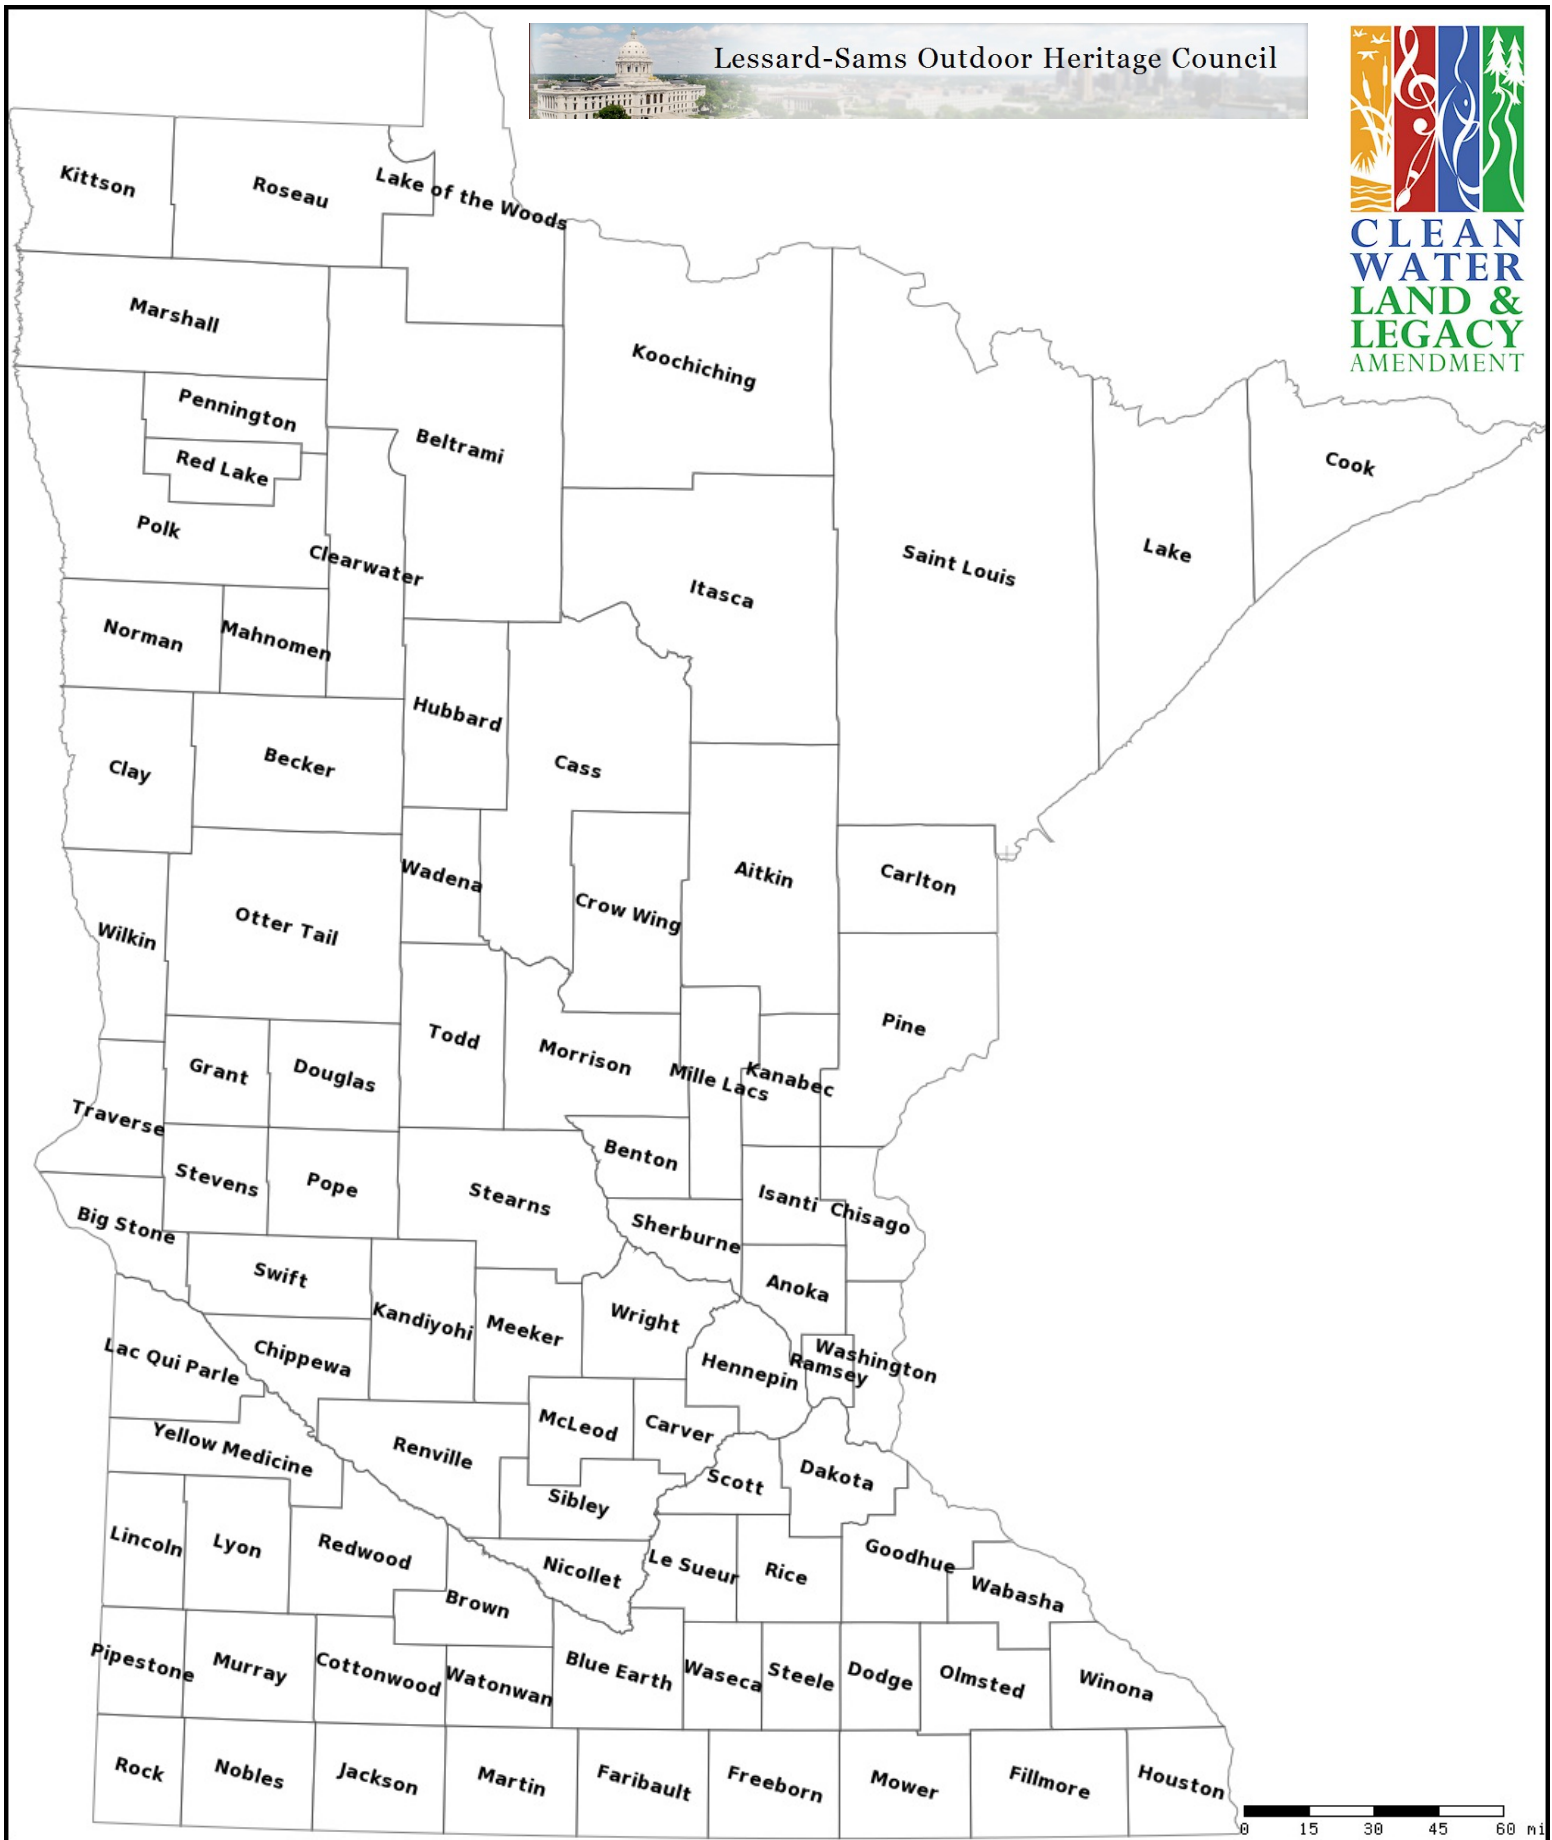 Lessard-Sams Outdoor Heritage Council
CLEAN
WATER
LAND &
LEGACY
AMENDMENT
Kittson
Roseau
Lake of the Woods
Marshall
Koochiching
Pennington
Beltrami
Red Lake
Cook
Polk
Clearwater
Saint Louis
Lake
Itasca
Norman
Mahnomen
Hubbard
Clay
Becker
Cass
Wadena
Aitkin
Carlton
Otter Tail
Crow Wing
Wilkin
Pine
Todd
Morrison
Grant
Douglas
Mille Lacs
Kanabec
Traverse
Benton
Stevens
Pope
Stearns
Isanti
Chisago
Big Stone
Sherburne
Swift
Anoka
Kandiyohi
Meeker
Wright
Lac Qui Parle
Chippewa
Hennepin
Ramsey
Washington
McLeod
Carver
Yellow Medicine
Renville
Scott
Dakota
Sibley
Lincoln
Lyon
Redwood
Nicollet
Le Sueur
Rice
Goodhue
Wabasha
Brown
Pipestone
Murray
Cottonwood
Watonwan
Blue Earth
Waseca
Steele
Dodge
Olmsted
Winona
Rock
Nobles
Jackson
Martin
Faribault
Freeborn
Mower
Fillmore
Houston
0 15 30 45 60 mi